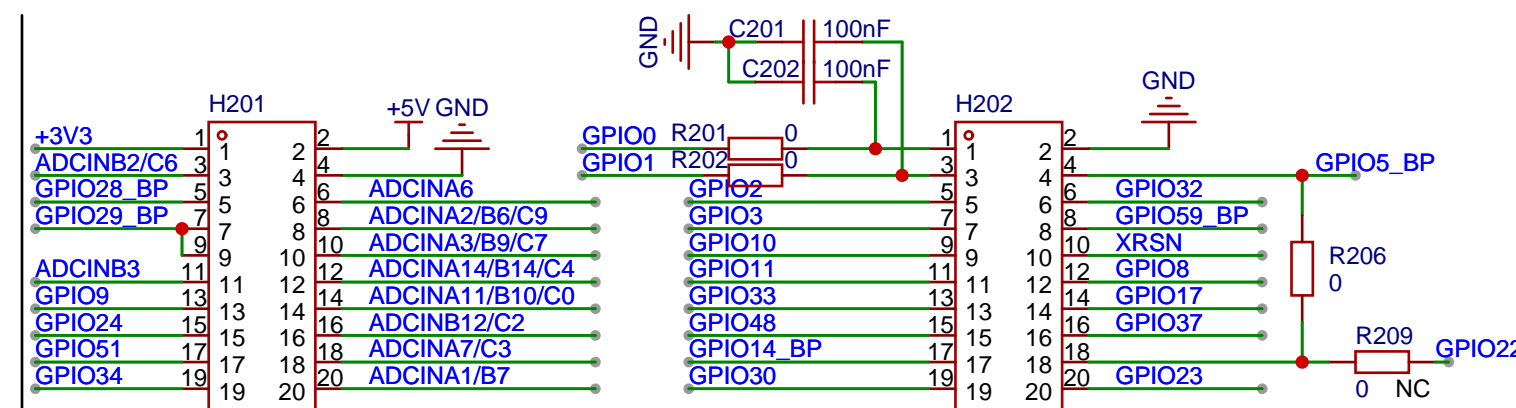 GND C201 100nF
C202 100nF
H201 +5V GND H202 GND
+3V3 1 1 2 2 GPIO0 R201 0 1 1 2 2
ADCINB2/C6 3 3 4 4 GPIO1 R202 0 3 3 4 4 GPIO5_BP
GPIO28_BP 5 5 6 6 ADCINA6 GPIO2 5 5 6 6 GPIO32
GPIO29_BP 7 7 8 8 ADCINA2/B6/C9 GPIO3 7 7 8 8 GPIO59_BP
9 9 10 10 ADCINA3/B9/C7 GPIO10 9 9 10 10 XRSN
ADCINB3 11 11 12 12 ADCINA14/B14/C4 GPIO11 11 11 12 12 GPIO8 R206
GPIO9 13 13 14 14 ADCINA11/B10/C0 GPIO33 13 13 14 14 GPIO17 0
GPIO24 15 15 16 16 ADCINB12/C2 GPIO48 15 15 16 16 GPIO37
GPIO51 17 17 18 18 ADCINA7/C3 GPIO14_BP 17 17 18 18 R209 GPIO22
GPIO34 19 19 20 20 ADCINA1/B7 GPIO30 19 19 20 20 GPIO23 0 NC